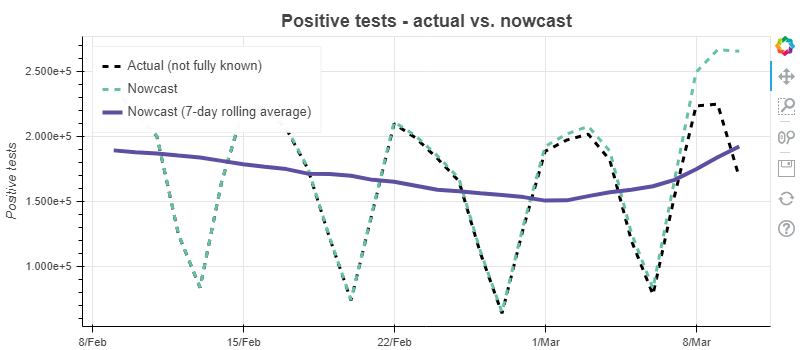 Positive tests - actual vs. nowcast
Actual (not fully known)
Nowcast
Nowcast (7-day rolling average)
Positive tests
2.500e+5
2.000e+5
1.500e+5
1.000e+5
8/Feb
15/Feb
22/Feb
1/Mar
8/Mar